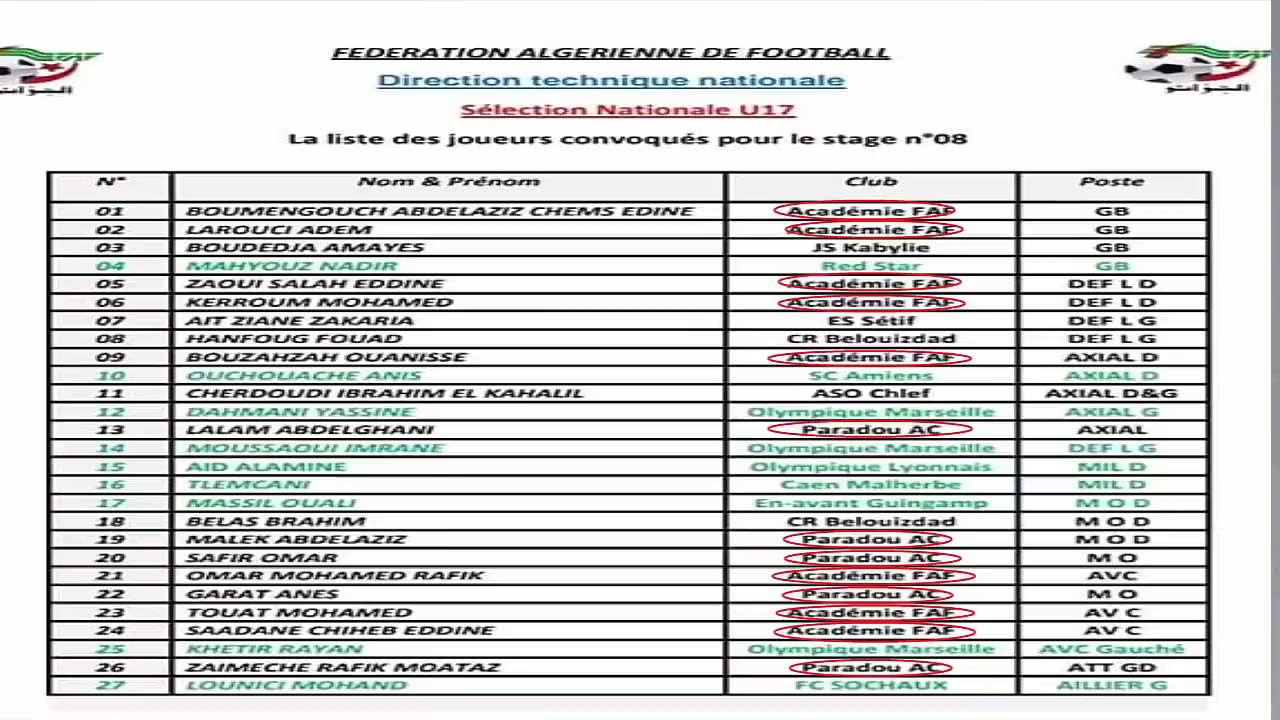 FEDERATION ALGERIENNE DE FOOTBALL
Direction technique nationale
Sélection Nationale U17
La liste des joueurs convoqués pour le stage n°08
الجزائر
الجزائر
N° Nom & Prénom Club Poste
01 BOUMENGOUCH ABDELAZIZ CHEMS EDINE Académie FAF GB
02 LAROUCI ADEM Académie FAF GB
03 BOUDEDJA AMAYES JS Kabylie GB
04 MAHYOUZ NADIR Red Star GB
05 ZAOUI SALAH EDDINE Académie FAF DEF L D
06 KERROUM MOHAMED Académie FAF DEF L D
07 AIT ZIANE ZAKARIA ES Sétif DEF L G
08 HANFOUG FOUAD CR Belouizdad DEF L G
09 BOUZAHZAH OUANISSE Académie FAF AXIAL D
10 OUCHOUACHE ANIS SC Amiens AXIAL D
11 CHERDOUDI IBRAHIM EL KAHALIL ASO Chlef AXIAL D&G
12 DAHMANI YASSINE Olympique Marseille AXIAL G
13 LALAM ABDELGHANI Paradou AC AXIAL
14 MOUSSAOUI IMRANE Olympique Marseille DEF L G
15 AID ALAMINE Olympique Lyonnais MIL D
16 TLEMCANI Caen Malherbe MIL D
17 MASSIL OUALI En-avant Guingamp M O D
18 BELAS BRAHIM CR Belouizdad M O D
19 MALEK ABDELAZIZ Paradou AC M O D
20 SAFIR OMAR Paradou AC M O
21 OMAR MOHAMED RAFIK Académie FAF AVC
22 GARAT ANES Paradou AC M O
23 TOUAT MOHAMED Académie FAF AV C
24 SAADANE CHIHEB EDDINE Académie FAF AV C
25 KHETIR RAYAN Olympique Marseille AVC Gauché
26 ZAIMECHE RAFIK MOATAZ Paradou AC ATT GD
27 LOUNICI MOHAND FC SOCHAUX AILLIER G